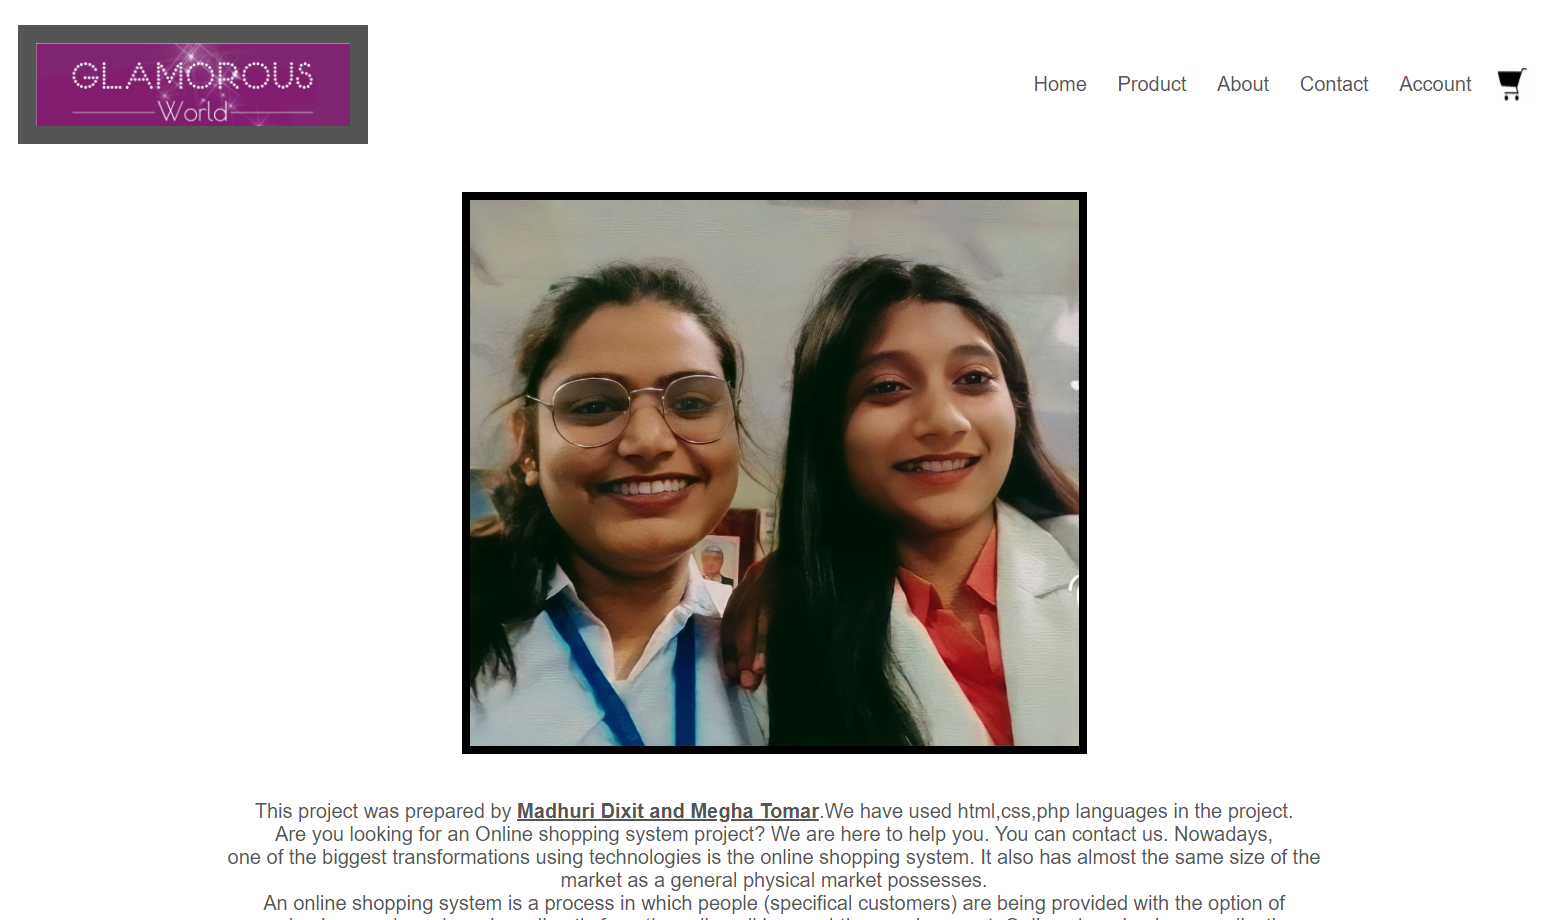 GLAMOROUS
World
Home Product About Contact Account
This project was prepared by Madhuri Dixit and Megha Tomar.We have used html,css,php languages in the project.
Are you looking for an Online shopping system project? We are here to help you. You can contact us. Nowadays,
one of the biggest transformations using technologies is the online shopping system. It also has almost the same size of the
market as a general physical market possesses.
An online shopping system is a process in which people (specifical customers) are being provided with the option of